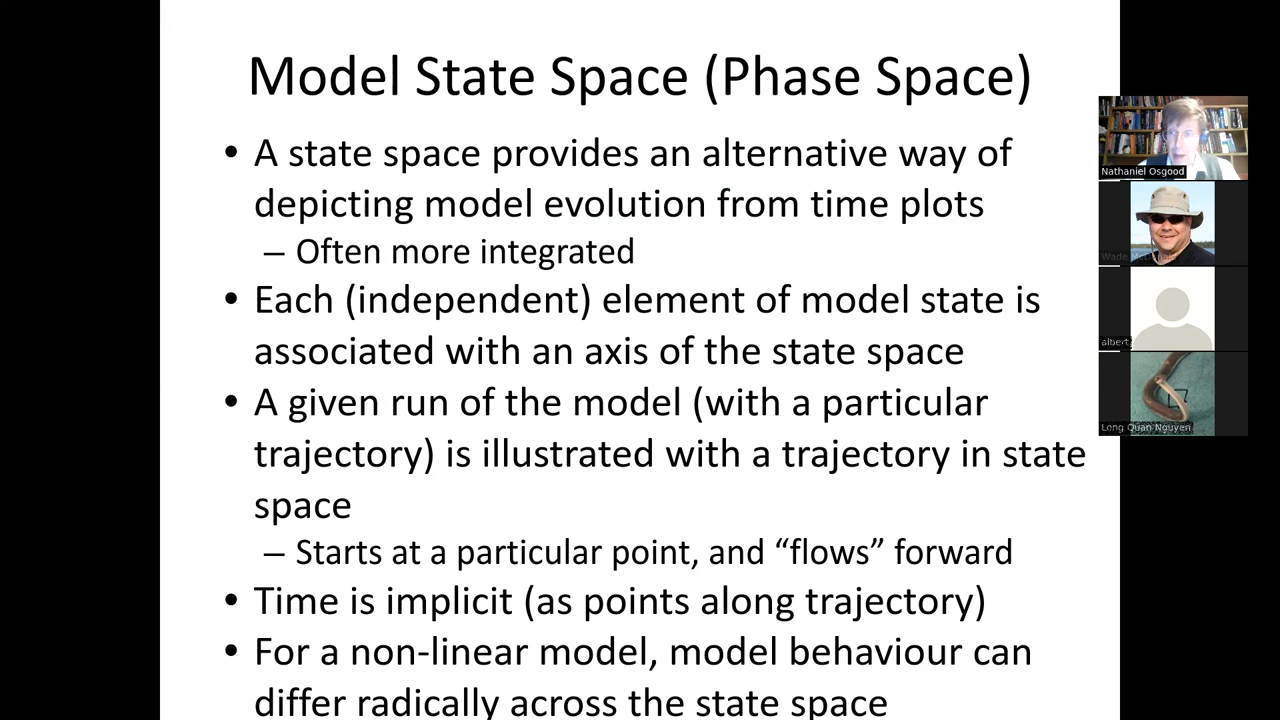 Model State Space (Phase Space)
• A state space provides an alternative way of
depicting model evolution from time plots
– Often more integrated
• Each (independent) element of model state is
associated with an axis of the state space
• A given run of the model (with a particular
trajectory) is illustrated with a trajectory in state
space
– Starts at a particular point, and “flows” forward
• Time is implicit (as points along trajectory)
• For a non-linear model, model behaviour can
differ radically across the state space
Nathaniel Osgood
Wade
albert
Long Quan Nguyen